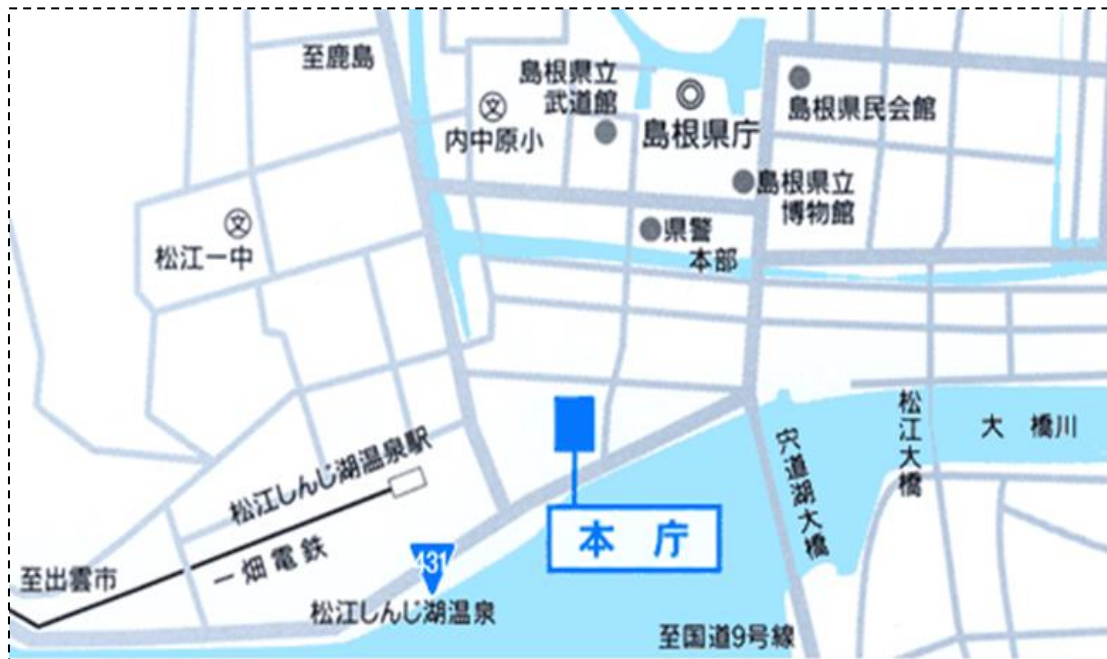 至鹿島
島根県立
武道館
文
内中原小
島根県庁
島根県民会館
島根県立
博物館
県警
本部
文
松江一中
松江しんじ湖温泉駅
一畑電鉄
至出雲市
本 庁
431
松江しんじ湖温泉
宍道湖大橋
松江大橋
大 橋川
至国道9号線